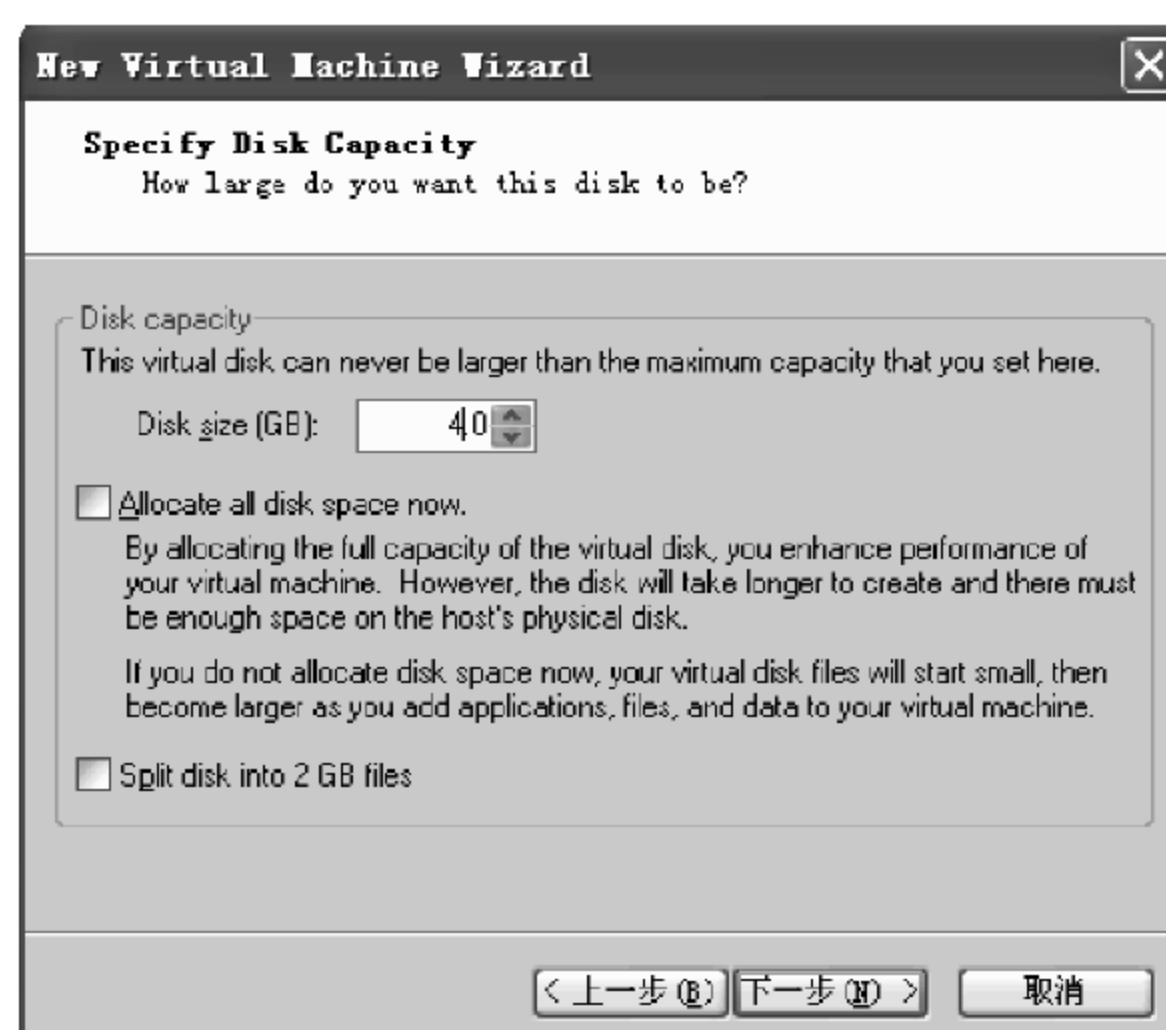 New Virtual Machine Wizard
Specify Disk Capacity
How large do you want this disk to be?
Disk capacity
This virtual disk can never be larger than the maximum capacity that you set here.
Disk size (GB): 40
Allocate all disk space now.
By allocating the full capacity of the virtual disk, you enhance performance of
your virtual machine. However, the disk will take longer to create and there must
be enough space on the host's physical disk.
If you do not allocate disk space now, your virtual disk files will start small, then
become larger as you add applications, files, and data to your virtual machine.
Split disk into 2 GB files
< 上一步(B) 下一步(N) > 取消